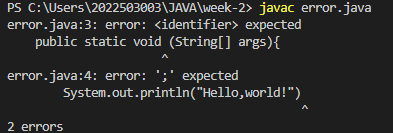 PS C:\Users\2022503003\JAVA\week-2> javac error.java
error.java:3: error: <identifier> expected
    public static void (String[] args){
                      ^
error.java:4: error: ';' expected
        System.out.println("Hello,world!")
                                          ^
2 errors